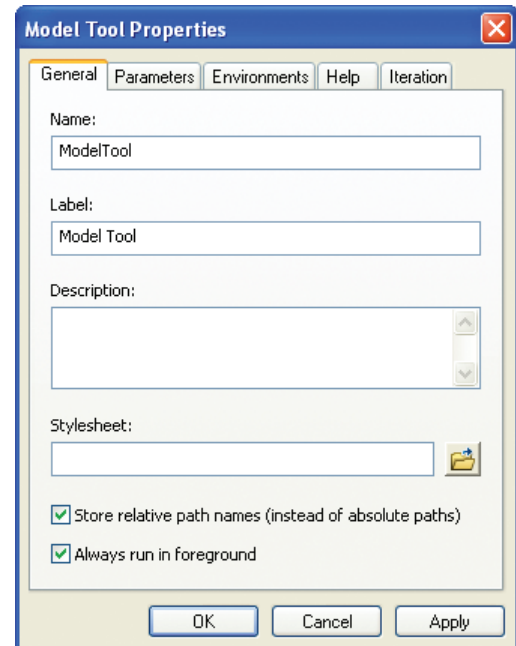 Model Tool Properties
General Parameters Environments Help Iteration
Name:
ModelTool
Label:
Model Tool
Description:
Stylesheet:
Store relative path names (instead of absolute paths)
Always run in foreground
OK Cancel Apply